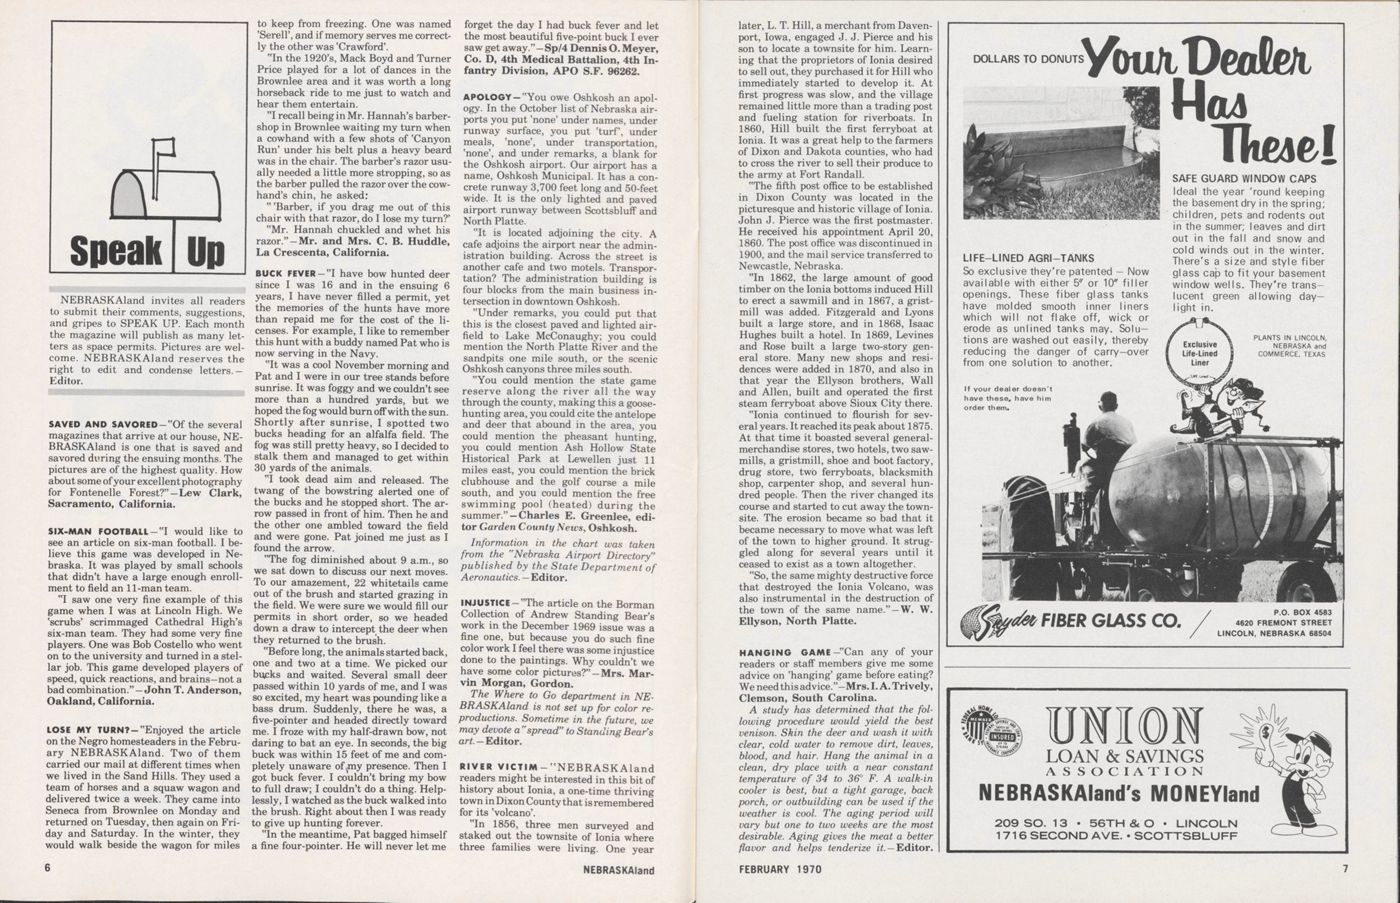 Speak Up
NEBRASKAland invites all readers
to submit their comments, suggestions,
and gripes to SPEAK UP. Each month
the magazine will publish as many let-
ters as space permits. Pictures are wel-
come. NEBRASKAland reserves the
right to edit and condense letters.—
Editor.
SAVED AND SAVORED—"Of the several
magazines that arrive at our house, NE-
BRASKAland is one that is saved and
savored during the ensuing months. The
pictures are of the highest quality. How
about some of your excellent photography
for Fontenelle Forest?"—Lew Clark,
Sacramento, California.
SIX-MAN FOOTBALL—"I would like to
see an article on six-man football. I be-
lieve this game was developed in Ne-
braska. It was played by small schools
that didn't have a large enough enroll-
ment to field an 11-man team.
"I saw one very fine example of this
game when I was at Lincoln High. We
'scrubs' scrimmaged Cathedral High's
six-man team. They had some very fine
players. One was Bob Costello who went
on to the university and turned in a stel-
lar job. This game developed players of
speed, quick reactions, and brains—not a
bad combination."—John T. Anderson,
Oakland, California.
LOSE MY TURN?—"Enjoyed the article
on the Negro homesteaders in the Febru-
ary NEBRASKAland. Two of them
carried our mail at different times when
we lived in the Sand Hills. They used a
team of horses and a squaw wagon and
delivered twice a week. They came into
Seneca from Brownlee on Monday and
returned on Tuesday, then again on Fri-
day and Saturday. In the winter, they
would walk beside the wagon for miles
to keep from freezing. One was named
'Serell', and if memory serves me correct-
ly the other was 'Crawford'.
"In the 1920's, Mack Boyd and Turner
Price played for a lot of dances in the
Brownlee area and it was worth a long
horseback ride to me just to watch and
hear them entertain.
"I recall being in Mr. Hannah's barber-
shop in Brownlee waiting my turn when
a cowhand with a few shots of 'Canyon
Run' under his belt plus a heavy beard
was in the chair. The barber's razor usu-
ally needed a little more stropping, so as
the barber pulled the razor over the cow-
hand's chin, he asked:
" 'Barber, if you drag me out of this
chair with that razor, do I lose my turn?'
"Mr. Hannah chuckled and whet his
razor."—Mr. and Mrs. C. B. Huddle,
La Crescenta, California.
BUCK FEVER—"I have bow hunted deer
since I was 16 and in the ensuing 6
years, I have never filled a permit, yet
the memories of the hunts have more
than repaid me for the cost of the li-
censes. For example, I like to remember
this hunt with a buddy named Pat who is
now serving in the Navy.
"It was a cool November morning and
Pat and I were in our tree stands before
sunrise. It was foggy and we couldn't see
more than a hundred yards, but we
hoped the fog would burn off with the sun.
Shortly after sunrise, I spotted two
bucks heading for an alfalfa field. The
fog was still pretty heavy, so I decided to
stalk them and managed to get within
30 yards of the animals.
"I took dead aim and released. The
twang of the bowstring alerted one of
the bucks and he stopped short. The ar-
row passed in front of him. Then he and
the other one ambled toward the field
and were gone. Pat joined me just as I
found the arrow.
"The fog diminished about 9 a.m., so
we sat down to discuss our next moves.
To our amazement, 22 whitetails came
out of the brush and started grazing in
the field. We were sure we would fill our
permits in short order, so we headed
down a draw to intercept the deer when
they returned to the brush.
"Before long, the animals started back,
one and two at a time. We picked our
bucks and waited. Several small deer
passed within 10 yards of me, and I was
so excited, my heart was pounding like a
bass drum. Suddenly, there he was, a
five-pointer and headed directly toward
me. I froze with my half-drawn bow, not
daring to bat an eye. In seconds, the big
buck was within 15 feet of me and com-
pletely unaware of my presence. Then I
got buck fever. I couldn't bring my bow
to full draw; I couldn't do a thing. Help-
lessly, I watched as the buck walked into
the brush. Right about then I was ready
to give up hunting forever.
"In the meantime, Pat bagged himself
a fine four-pointer. He will never let me
forget the day I had buck fever and let
the most beautiful five-point buck I ever
saw get away."—Sp/4 Dennis O. Meyer,
Co. D, 4th Medical Battalion, 4th In-
fantry Division, APO S.F. 96262.
APOLOGY—"You owe Oshkosh an apol-
ogy. In the October list of Nebraska air-
ports you put 'none' under names, under
runway surface, you put 'turf', under
meals, 'none', under transportation,
'none', and under remarks, a blank for
the Oshkosh airport. Our airport has a
name, Oshkosh Municipal. It has a con-
crete runway 3,700 feet long and 50-feet
wide. It is the only lighted and paved
airport runway between Scottsbluff and
North Platte.
"It is located adjoining the city. A
cafe adjoins the airport near the admin-
istration building. Across the street is
another cafe and two motels. Transpor-
tation? The administration building is
four blocks from the main business in-
tersection in downtown Oshkosh.
"Under remarks, you could put that
this is the closest paved and lighted air-
field to Lake McConaughy; you could
mention the North Platte River and the
sandpits one mile south, or the scenic
Oshkosh canyons three miles south.
"You could mention the state game
reserve along the river all the way
through the county, making this a goose-
hunting area, you could cite the antelope
and deer that abound in the area, you
could mention the pheasant hunting,
you could mention Ash Hollow State
Historical Park at Lewellen just 11
miles east, you could mention the brick
clubhouse and the golf course a mile
south, and you could mention the free
swimming pool (heated) during the
summer."—Charles E. Greenlee, edi-
tor Garden County News, Oshkosh.
Information in the chart was taken
from the "Nebraska Airport Directory"
published by the State Department of
Aeronautics.—Editor.
INJUSTICE—"The article on the Borman
Collection of Andrew Standing Bear's
work in the December 1969 issue was a
fine one, but because you do such fine
color work I feel there was some injustice
done to the paintings. Why couldn't we
have some color pictures?"—Mrs. Mar-
vin Morgan, Gordon.
The Where to Go department in NE-
BRASKAland is not set up for color re-
productions. Sometime in the future, we
may devote a "spread" to Standing Bear's
art.—Editor.
RIVER VICTIM—"NEBRASKAland
readers might be interested in this bit of
history about Ionia, a one-time thriving
town in Dixon County that is remembered
for its 'volcano'.
"In 1856, three men surveyed and
staked out the townsite of Ionia where
three families were living. One year
6
NEBRASKAland
later, L. T. Hill, a merchant from Daven-
port, Iowa, engaged J. J. Pierce and his
son to locate a townsite for him. Learn-
ing that the proprietors of Ionia desired
to sell out, they purchased it for Hill who
immediately started to develop it. At
first progress was slow, and the village
remained little more than a trading post
and fueling station for riverboats. In
1860, Hill built the first ferryboat at
Ionia. It was a great help to the farmers
of Dixon and Dakota counties, who had
to cross the river to sell their produce to
the army at Fort Randall.
"The fifth post office to be established
in Dixon County was located in the
picturesque and historic village of Ionia.
John J. Pierce was the first postmaster.
He received his appointment April 20,
1860. The post office was discontinued in
1900, and the mail service transferred to
Newcastle, Nebraska.
"In 1862, the large amount of good
timber on the Ionia bottoms induced Hill
to erect a sawmill and in 1867, a grist-
mill was added. Fitzgerald and Lyons
built a large store, and in 1868, Isaac
Hughes built a hotel. In 1869, Levines
and Rose built a large two-story gen-
eral store. Many new shops and resi-
dences were added in 1870, and also in
that year the Ellyson brothers, Wall
and Allen, built and operated the first
steam ferryboat above Sioux City there.
"Ionia continued to flourish for sev-
eral years. It reached its peak about 1875.
At that time it boasted several general-
merchandise stores, two hotels, two saw-
mills, a gristmill, shoe and boot factory,
drug store, two ferryboats, blacksmith
shop, carpenter shop, and several hun-
dred people. Then the river changed its
course and started to cut away the town-
site. The erosion became so bad that it
became necessary to move what was left
of the town to higher ground. It strug-
gled along for several years until it
ceased to exist as a town altogether.
"So, the same mighty destructive force
that destroyed the Ionia Volcano, was
also instrumental in the destruction of
the town of the same name."—W. W.
Ellyson, North Platte.
HANGING GAME—"Can any of your
readers or staff members give me some
advice on 'hanging' game before eating?
We need this advice."—Mrs. I. A. Trively,
Clemson, South Carolina.
A study has determined that the fol-
lowing procedure would yield the best
venison. Skin the deer and wash it with
clear, cold water to remove dirt, leaves,
blood, and hair. Hang the animal in a
clean, dry place with a near constant
temperature of 34 to 36° F. A walk-in
cooler is best, but a tight garage, back
porch, or outbuilding can be used if the
weather is cool. The aging period will
vary but one to two weeks are the most
desirable. Aging gives the meat a better
flavor and helps tenderize it.—Editor.
FEBRUARY 1970
DOLLARS TO DONUTS Your Dealer
Has
These!
SAFE GUARD WINDOW CAPS
Ideal the year 'round keeping
the basement dry in the spring;
children, pets and rodents out
in the summer; leaves and dirt
out in the fall and snow and
cold winds out in the winter.
There's a size and style fiber
glass cap to fit your basement
window wells. They're trans—
lucent green allowing day—
light in.
LIFE—LINED AGRI—TANKS
So exclusive they're patented — Now
available with either 5" or 10" filler
openings. These fiber glass tanks
have molded smooth inner liners
which will not flake off, wick or
erode as unlined tanks may. Solu—
tions are washed out easily, thereby
reducing the danger of carry—over
from one solution to another.
Exclusive
Life-Lined
Liner
PLANTS IN LINCOLN,
NEBRASKA and
COMMERCE, TEXAS
If your dealer doesn't
have these, have him
order them.
Snyder FIBER GLASS CO.
P.O. BOX 4583
4620 FREMONT STREET
LINCOLN, NEBRASKA 68504
MEMBER
INSURED
UNION
LOAN & SAVINGS
ASSOCIATION
NEBRASKAland's MONEYland
209 SO. 13 • 56TH & O • LINCOLN
1716 SECOND AVE. • SCOTTSBLUFF
7